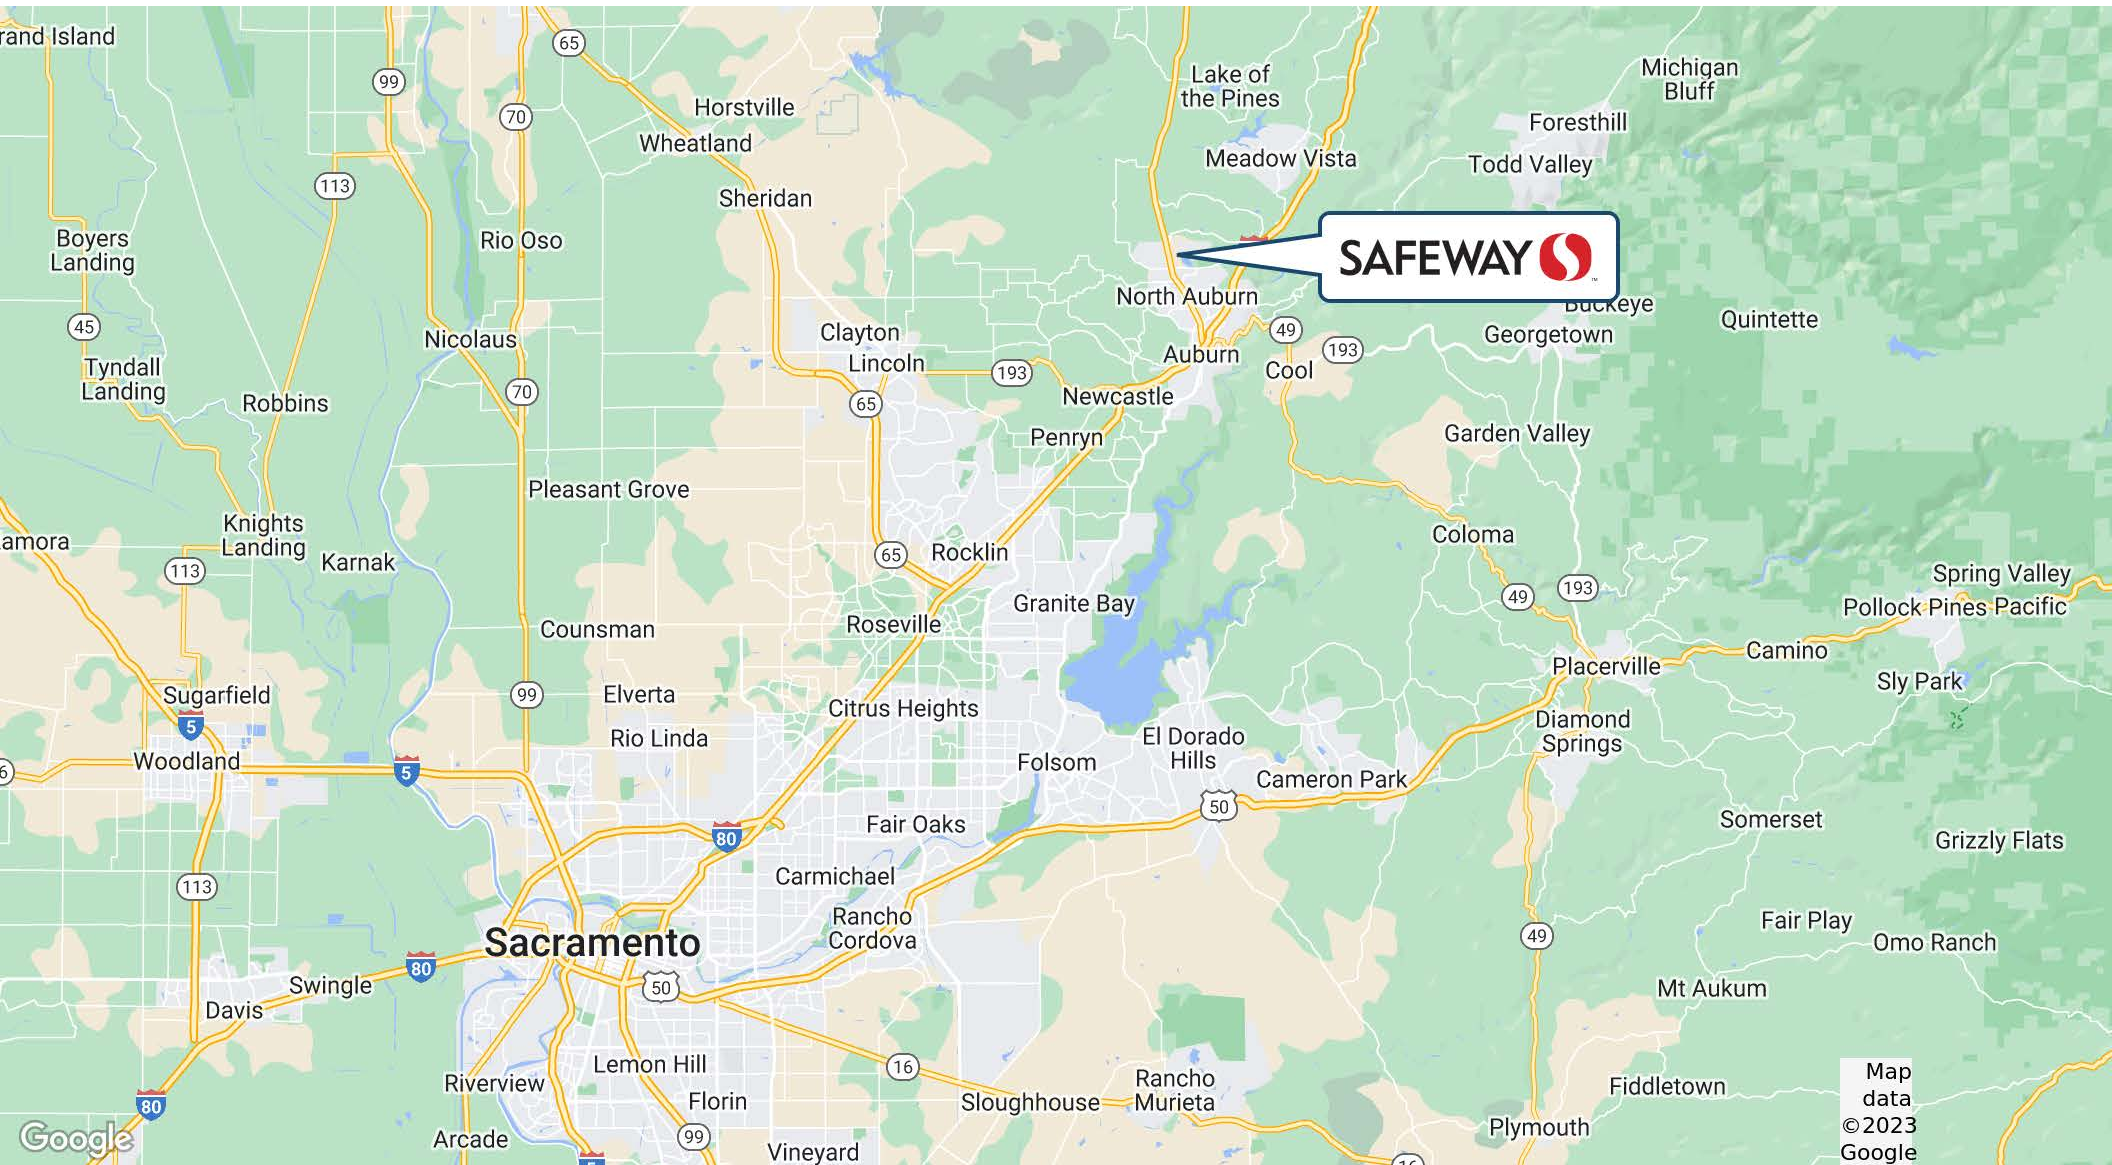 rand Island
65
99
70
Horstville
Wheatland
Lake of
the Pines
Michigan
Bluff
Foresthill
Meadow Vista
Todd Valley
113
Sheridan
Boyers
Landing
Rio Oso
SAFEWAY
™
North Auburn
Buckeye
45
Nicolaus
Clayton
Lincoln
49
193
Georgetown
Quintette
Auburn
Cool
Tyndall
Landing
Robbins
70
65
193
Newcastle
Penryn
Garden Valley
Pleasant Grove
Knights
Landing
amora
Karnak
113
65
Rocklin
Coloma
49
193
Spring Valley
Pollock Pines
Pacific
Granite Bay
Roseville
Counsman
Camino
Placerville
Sly Park
Sugarfield
5
99
Elverta
Citrus Heights
Rio Linda
Diamond
Springs
El Dorado
Hills
Woodland
6
5
Folsom
Cameron Park
50
Fair Oaks
80
Somerset
Grizzly Flats
113
Carmichael
Rancho
Cordova
Fair Play
49
Omo Ranch
Sacramento
80
Swingle
Davis
50
Mt Aukum
Lemon Hill
16
Riverview
Florin
Sloughhouse
Rancho
Murieta
Fiddletown
80
Google
Arcade
99
Vineyard
5
Plymouth
16
Map
data
©2023
Google